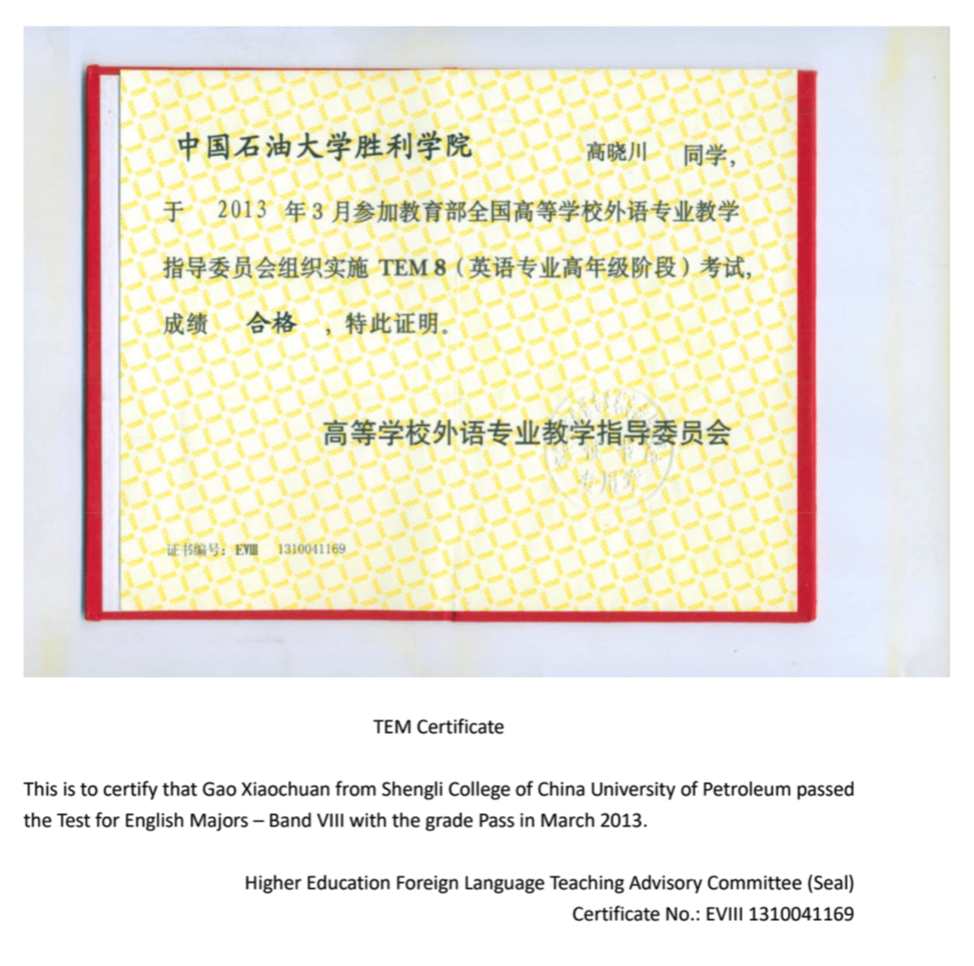 中国石油大学胜利学院 高晓川 同学,
于 2013 年 3 月参加教育部全国高等学校外语专业教学
指导委员会组织实施 TEM 8（英语专业高年级阶段）考试,
成绩 合格 ，特此证明。
高等学校外语专业教学指导委员会
专用章
证书编号：EⅧ 1310041169
TEM Certificate
This is to certify that Gao Xiaochuan from Shengli College of China University of Petroleum passed
the Test for English Majors – Band VIII with the grade Pass in March 2013.
Higher Education Foreign Language Teaching Advisory Committee (Seal)
Certificate No.: EVIII 1310041169